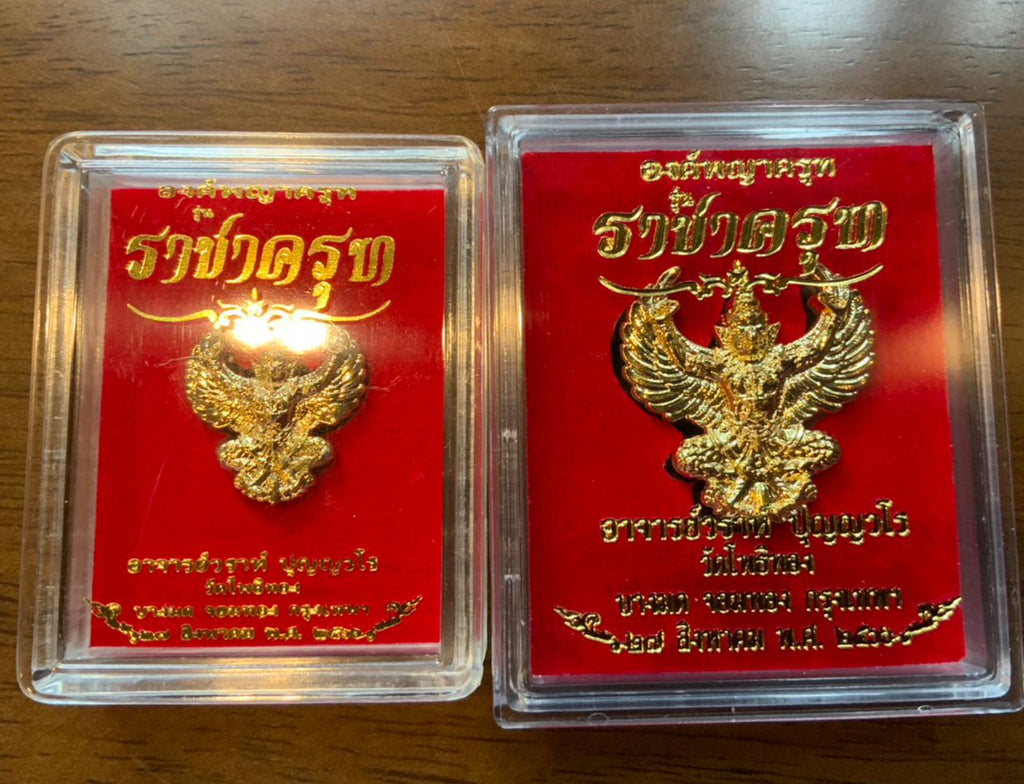 องค์พญาครุฑ
รุ่น
ราชาครุฑ
อาจารย์วราห์ ปุญญวโร
วัดโพธิทอง
บางมด จอมทอง กรุงเทพฯ
๒๗ สิงหาคม พ.ศ.
องค์พญาครุฑ
รุ่น
ราชาครุฑ
อาจารย์วราห์ ปุญญวโร
วัดโพธิทอง
บางมด จอมทอง กรุงเทพฯ
๒๗ สิงหาคม พ.ศ.